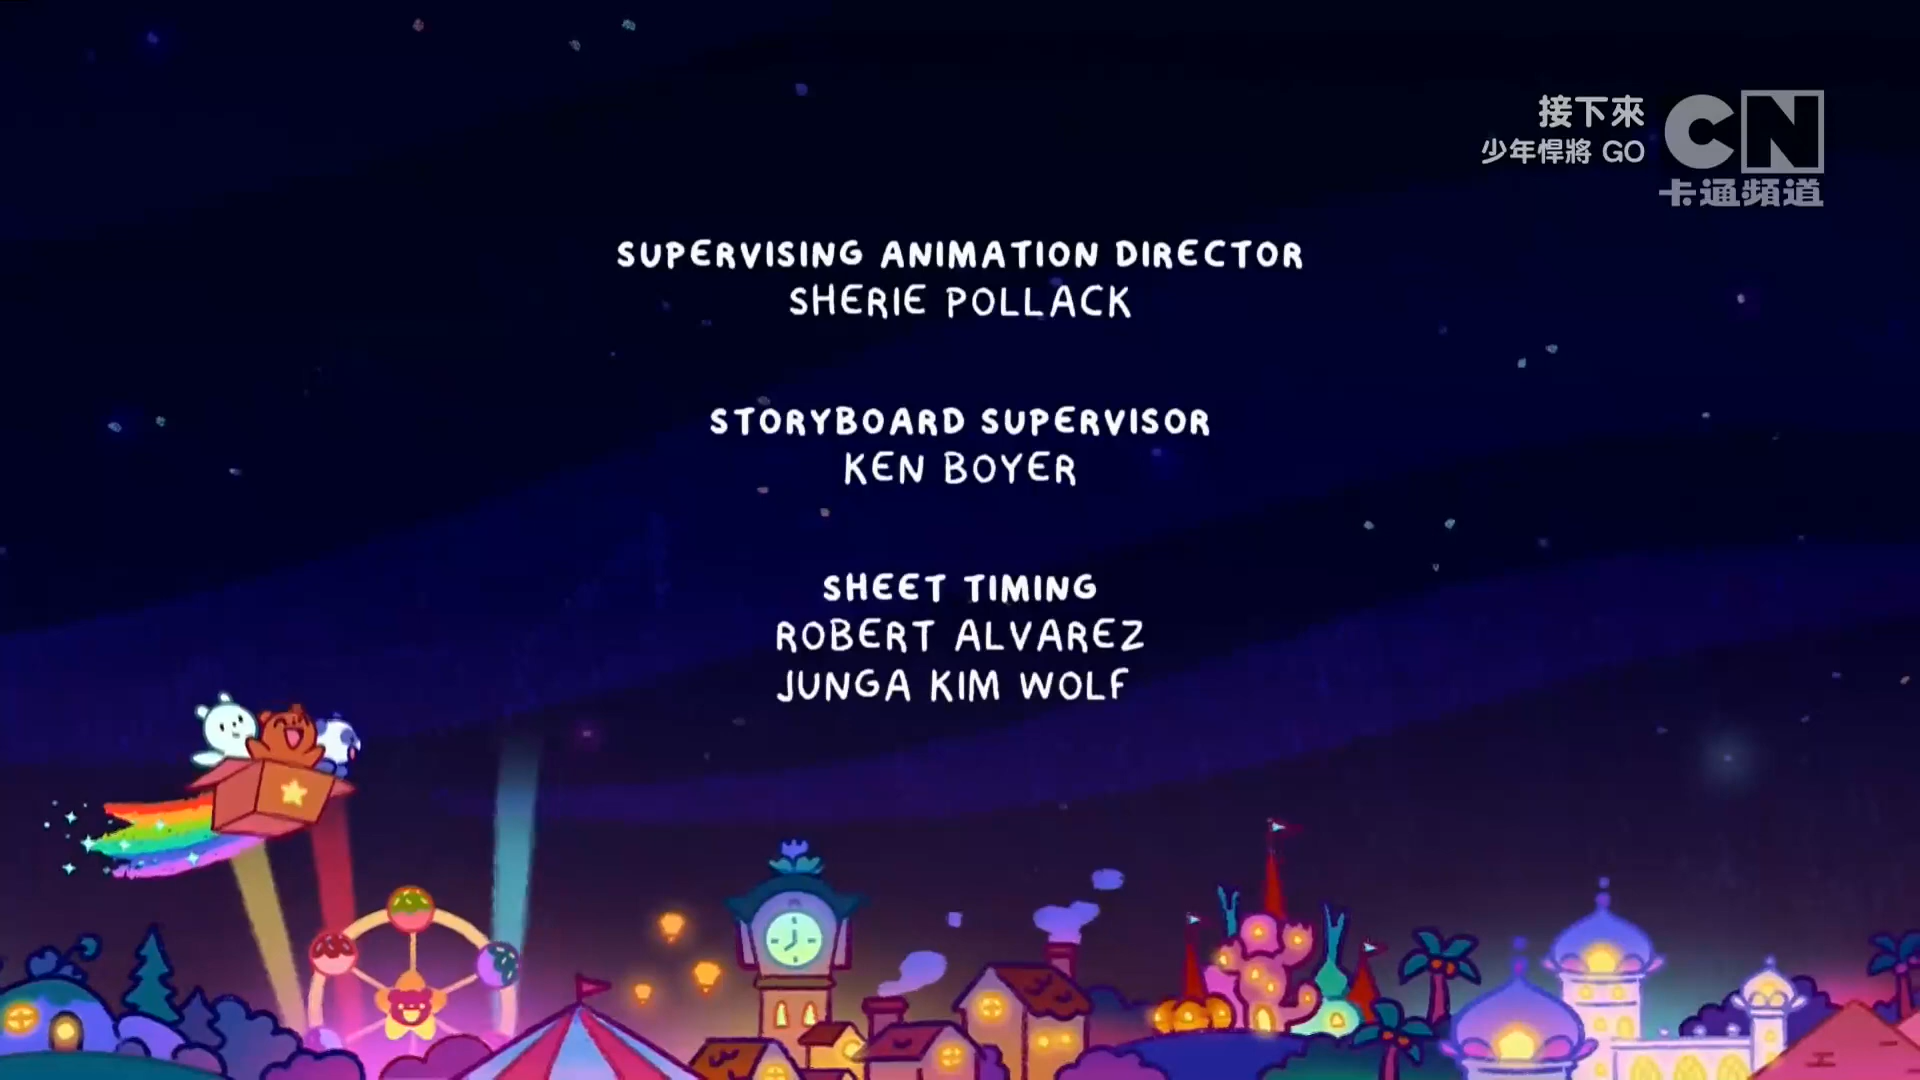 接下來
少年悍將 GO
CN
卡通頻道
SUPERVISING ANIMATION DIRECTOR
SHERIE POLLACK
STORYBOARD SUPERVISOR
KEN BOYER
SHEET TIMING
ROBERT ALVAREZ
JUNGA KIM WOLF